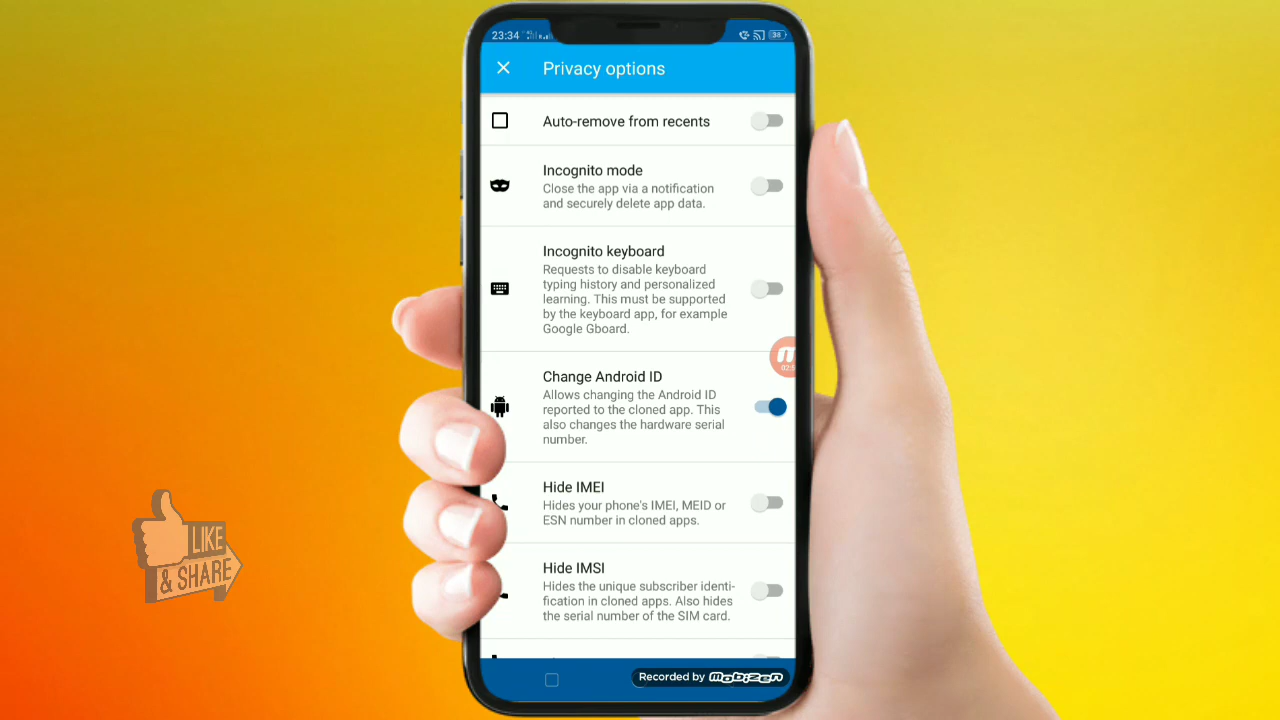 23:34
38
Privacy options
Auto-remove from recents
Incognito mode
Close the app via a notification
and securely delete app data.
Incognito keyboard
Requests to disable keyboard
typing history and personalized
learning. This must be supported
by the keyboard app, for example
Google Gboard.
Change Android ID
Allows changing the Android ID
reported to the cloned app. This
also changes the hardware serial
number.
Hide IMEI
Hides your phone's IMEI, MEID or
ESN number in cloned apps.
Hide IMSI
Hides the unique subscriber identi-
fication in cloned apps. Also hides
the serial number of the SIM card.
LIKE
& SHARE
Recorded by mobizen